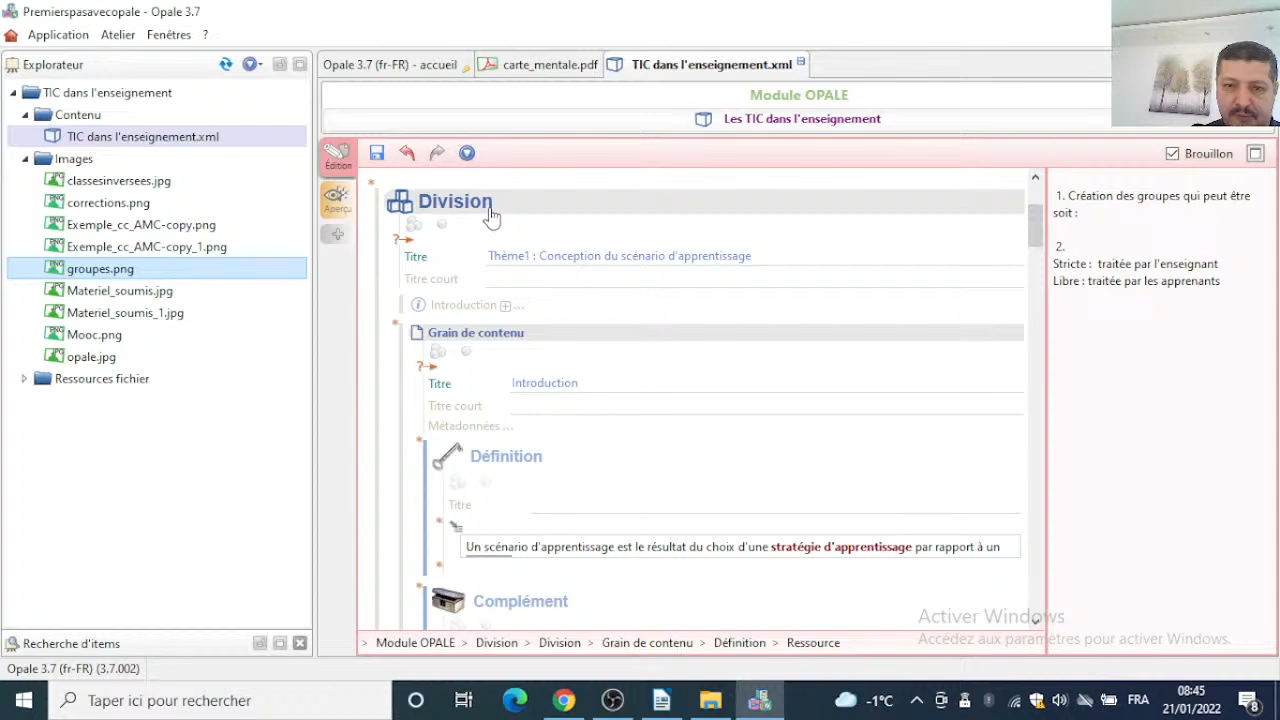 Premierspasavecopale - Opale 3.7
Application Atelier Fenêtres ?
Explorateur
TIC dans l'enseignement
Contenu
TIC dans l'enseignement.xml
Images
classesinversees.jpg
corrections.png
Exemple_cc_AMC-copy.png
Exemple_cc_AMC-copy_1.png
groupes.png
Materiel_soumis.jpg
Materiel_soumis_1.jpg
Mooc.png
opale.jpg
Ressources fichier
Recherche d'items
Opale 3.7 (fr-FR) (3.7.002)
Opale 3.7 (fr-FR) - accueil
carte_mentale.pdf
TIC dans l'enseignement.xml
Module OPALE
Les TIC dans l'enseignement
Édition
Aperçu
Brouillon
Division
Titre Thème1 : Conception du scénario d'apprentissage
Titre court
Introduction ...
Grain de contenu
Titre Introduction
Titre court
Métadonnées ...
Définition
Titre
Un scénario d'apprentissage est le résultat du choix d'une stratégie d'apprentissage par rapport à un
Complément
1. Création des groupes qui peut être
soit :
2.
Stricte : traitée par l'enseignant
Libre : traitée par les apprenants
Activer Windows
Accédez aux paramètres pour activer Windows.
> Module OPALE > Division > Division > Grain de contenu > Définition > Ressource
Taper ici pour rechercher
-1°C
FRA
08:45
21/01/2022
8